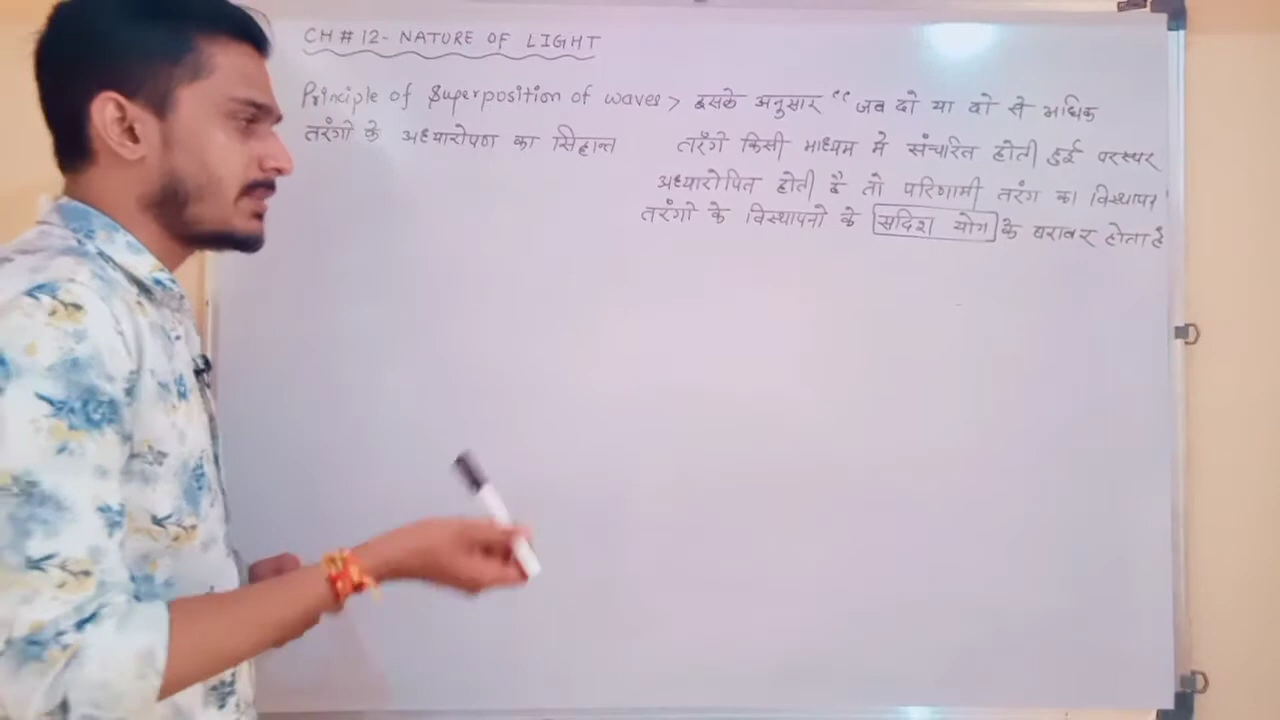 CH # 12- NATURE OF LIGHT
Principle of Superposition of waves > इसके अनुसार " जब दो या दो से अधिक
तरंगो के अध्यारोपण का सिद्धान्त तरंगे किसी माध्यम मे संचरित होती हुई परस्पर
अध्यारोपित होती है तो परिणामी तरंग का विस्थापन
तरंगो के विस्थापनो के सदिश योग के बराबर होता है